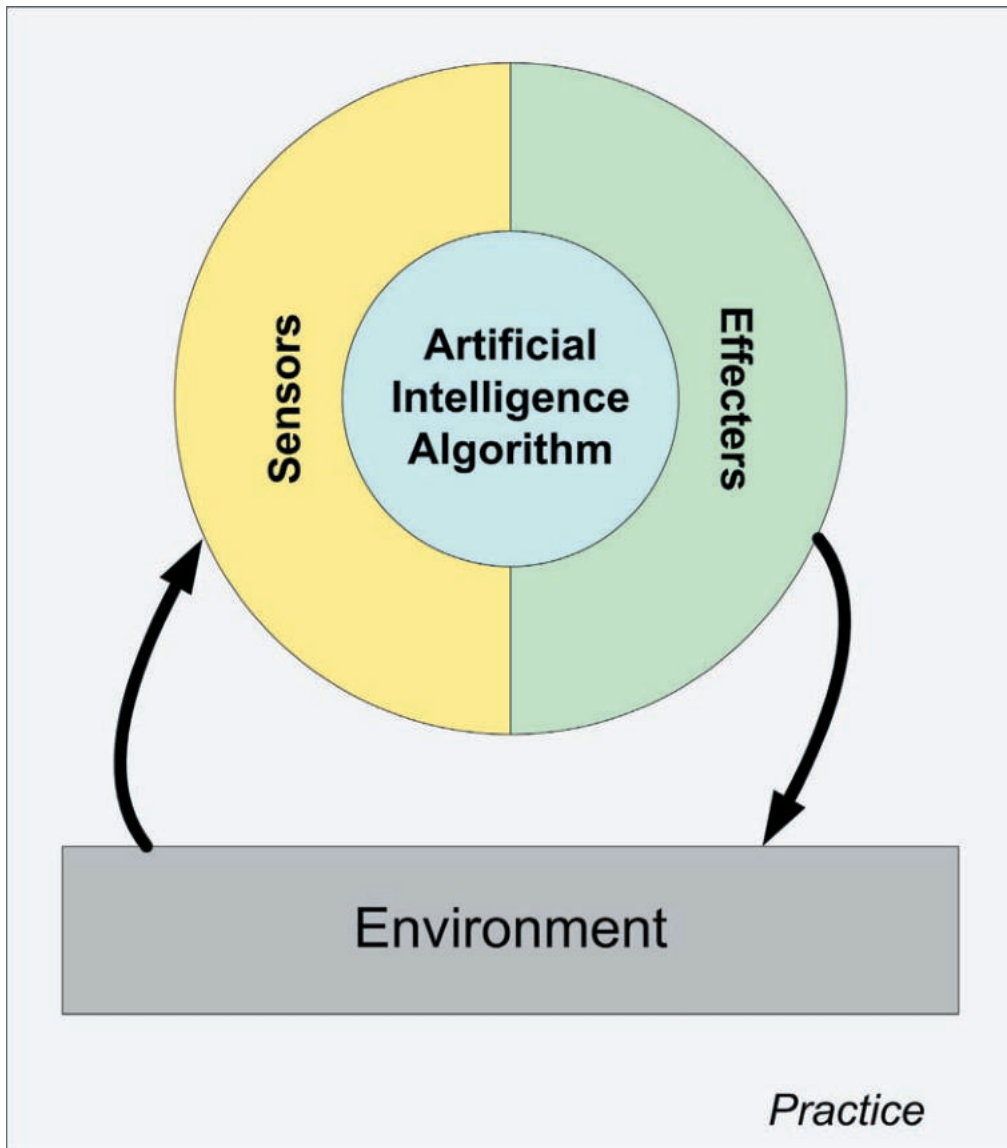 Sensors
Artificial
Intelligence
Algorithm
Effecters
Environment
Practice